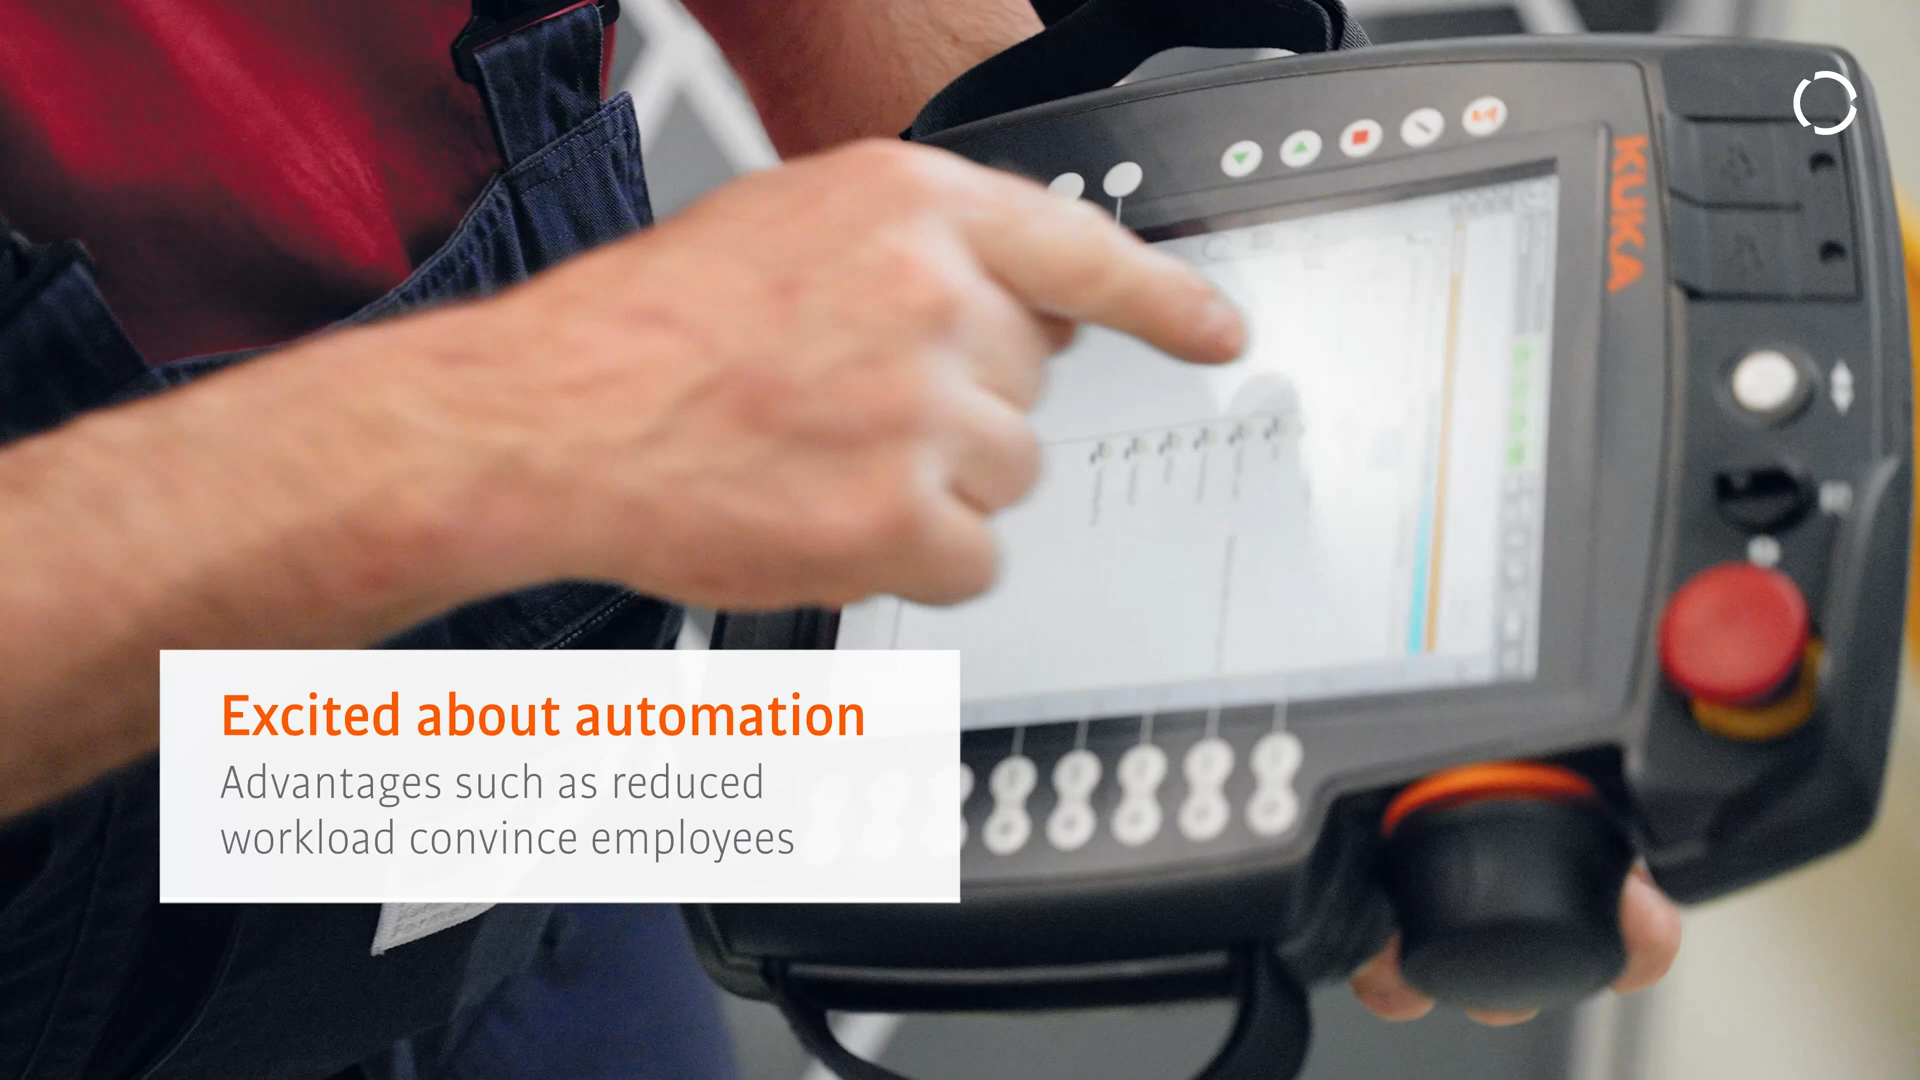 KUKA
Excited about automation
Advantages such as reduced
workload convince employees